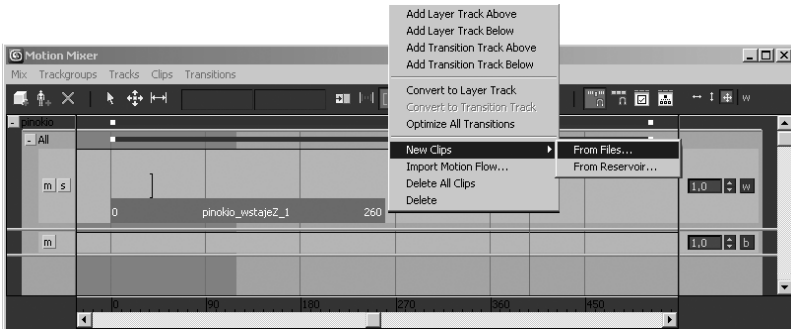 Add Layer Track Above
Add Layer Track Below
Add Transition Track Above
Add Transition Track Below
Convert to Layer Track
Convert to Transition Track
Optimize All Transitions
New Clips
From Files...
Import Motion Flow...
From Reservoir...
Delete All Clips
Delete
Motion Mixer
Mix Trackgroups Tracks Clips Transitions
w
pinokio
All
m s
1,0 w
0 pinokio_wstajeZ_1 260
m
1,0 b
0 90 180 270 360 450